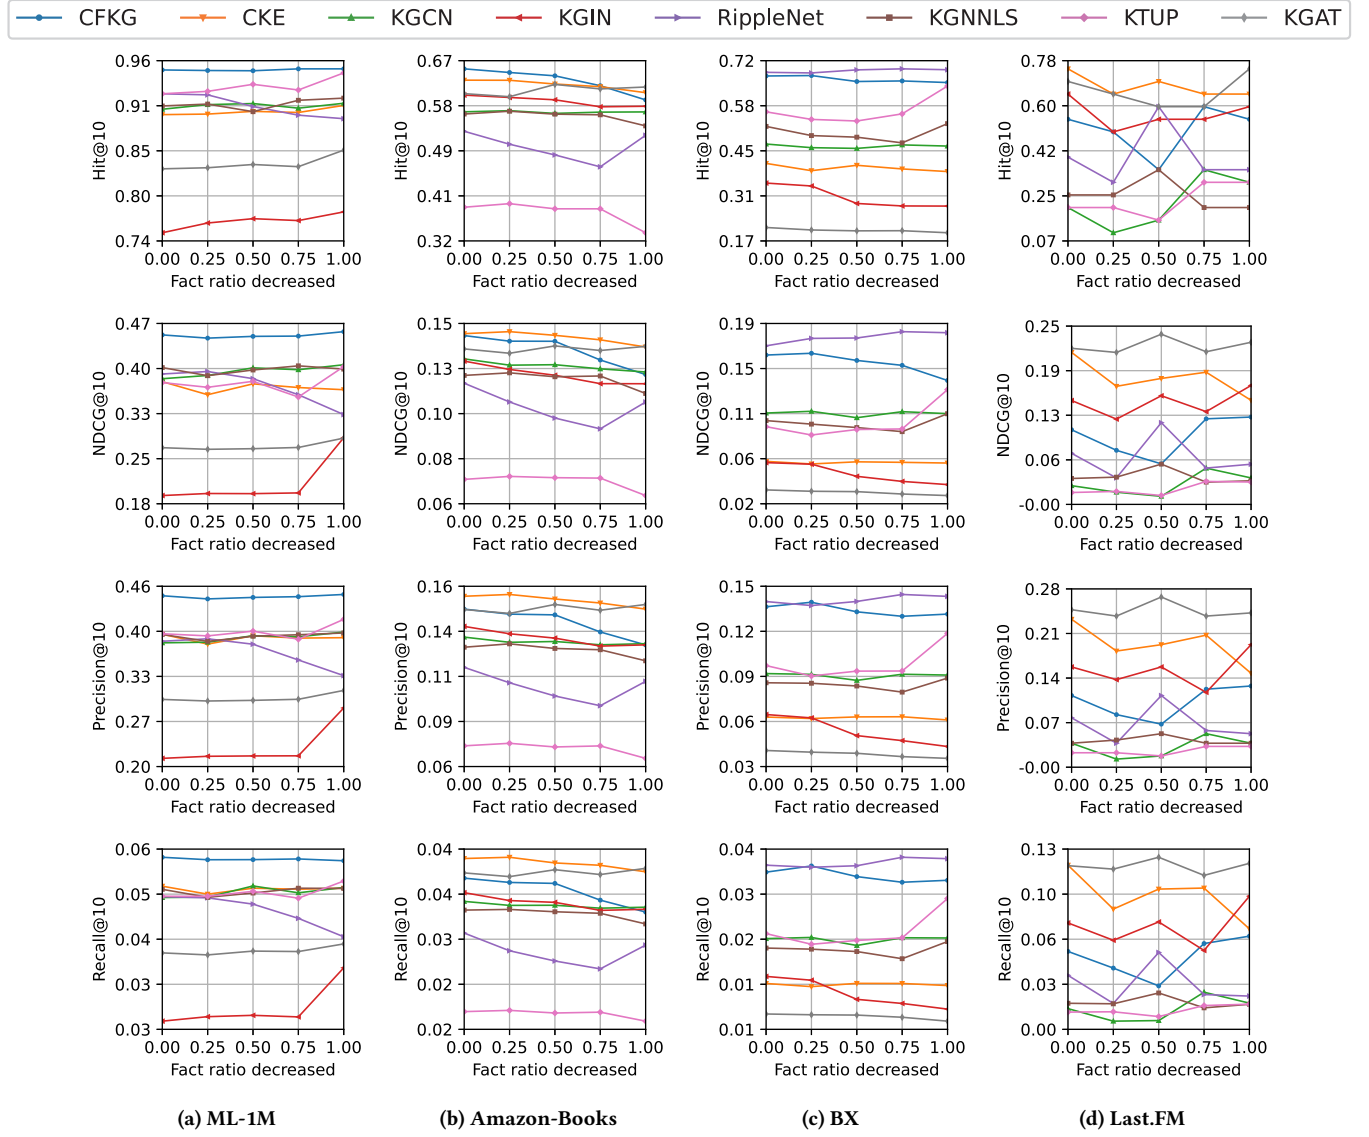 CFKG CKE KGCN KGIN RippleNet KGNNLS KTUP KGAT
0.96
0.91
0.85
0.80
0.74
Hit@10
0.00 0.25 0.50 0.75 1.00
Fact ratio decreased
0.67
0.58
0.49
0.41
0.32
Hit@10
0.00 0.25 0.50 0.75 1.00
Fact ratio decreased
0.72
0.58
0.45
0.31
0.17
Hit@10
0.00 0.25 0.50 0.75 1.00
Fact ratio decreased
0.78
0.60
0.42
0.25
0.07
Hit@10
0.00 0.25 0.50 0.75 1.00
Fact ratio decreased
0.47
0.40
0.33
0.25
0.18
NDCG@10
0.00 0.25 0.50 0.75 1.00
Fact ratio decreased
0.15
0.13
0.10
0.08
0.06
NDCG@10
0.00 0.25 0.50 0.75 1.00
Fact ratio decreased
0.19
0.15
0.11
0.06
0.02
NDCG@10
0.00 0.25 0.50 0.75 1.00
Fact ratio decreased
0.25
0.19
0.13
0.06
-0.00
NDCG@10
0.00 0.25 0.50 0.75 1.00
Fact ratio decreased
0.46
0.40
0.33
0.27
0.20
Precision@10
0.00 0.25 0.50 0.75 1.00
Fact ratio decreased
0.16
0.14
0.11
0.09
0.06
Precision@10
0.00 0.25 0.50 0.75 1.00
Fact ratio decreased
0.15
0.12
0.09
0.06
0.03
Precision@10
0.00 0.25 0.50 0.75 1.00
Fact ratio decreased
0.28
0.21
0.14
0.07
-0.00
Precision@10
0.00 0.25 0.50 0.75 1.00
Fact ratio decreased
0.06
0.05
0.04
0.03
0.03
Recall@10
0.00 0.25 0.50 0.75 1.00
Fact ratio decreased
0.04
0.04
0.03
0.02
0.02
Recall@10
0.00 0.25 0.50 0.75 1.00
Fact ratio decreased
0.04
0.03
0.02
0.01
0.01
Recall@10
0.00 0.25 0.50 0.75 1.00
Fact ratio decreased
0.13
0.10
0.06
0.03
0.00
Recall@10
0.00 0.25 0.50 0.75 1.00
Fact ratio decreased
(a) ML-1M
(b) Amazon-Books
(c) BX
(d) Last.FM